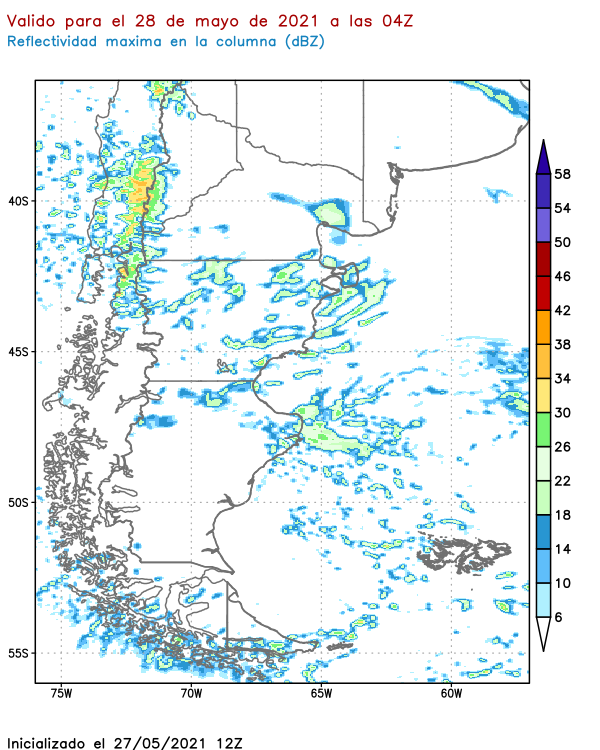 Valido para el 28 de mayo de 2021 a las 04Z
Reflectividad maxima en la columna (dBZ)
58
54
50
46
42
38
34
30
26
22
18
14
10
6
40S
45S
50S
55S
75W
70W
65W
60W
Inicializado el 27/05/2021 12Z